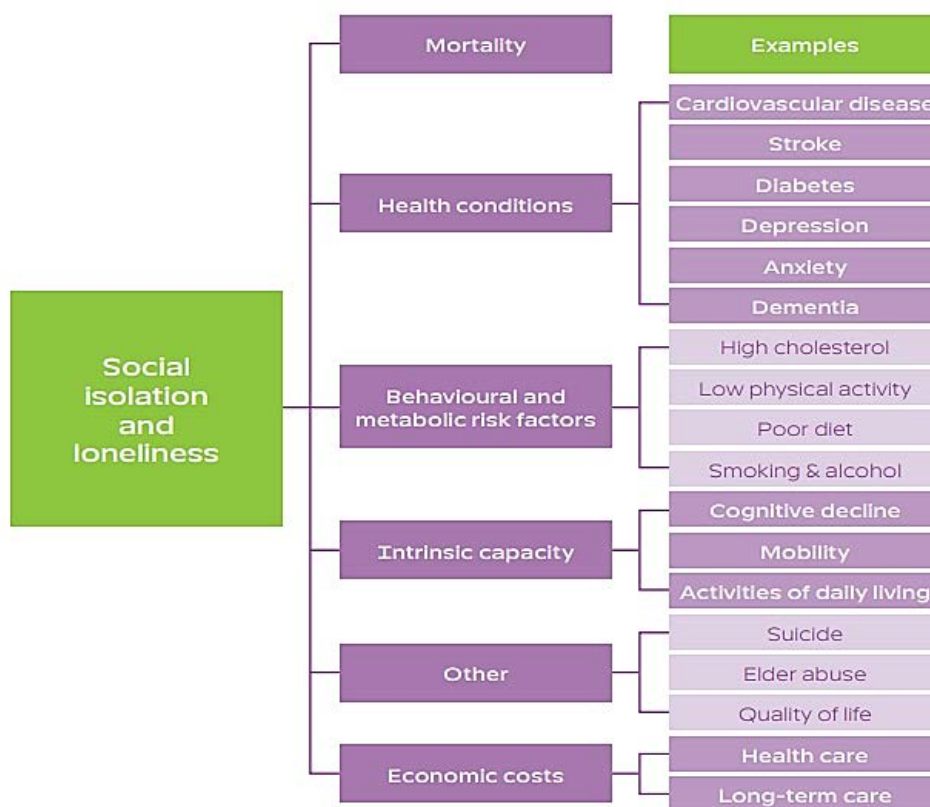 Social
isolation
and
loneliness
Mortality
Examples
Health conditions
Cardiovascular disease
Stroke
Diabetes
Depression
Anxiety
Dementia
Behavioural and
metabolic risk factors
High cholesterol
Low physical activity
Poor diet
Smoking & alcohol
Intrinsic capacity
Cognitive decline
Mobility
Activities of daily living
Other
Suicide
Elder abuse
Quality of life
Economic costs
Health care
Long-term care